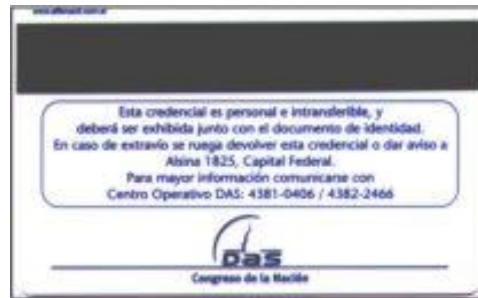 Esta credencial es personal e intransferible, y
deberá ser exhibida junto con el documento de identidad.
En caso de extravío se ruega devolver esta credencial o dar aviso a
Alsina 1825, Capital Federal.
Para mayor información comunicarse con
Centro Operativo DAS: 4381-0406 / 4382-2466
DAS
Congreso de la Nación